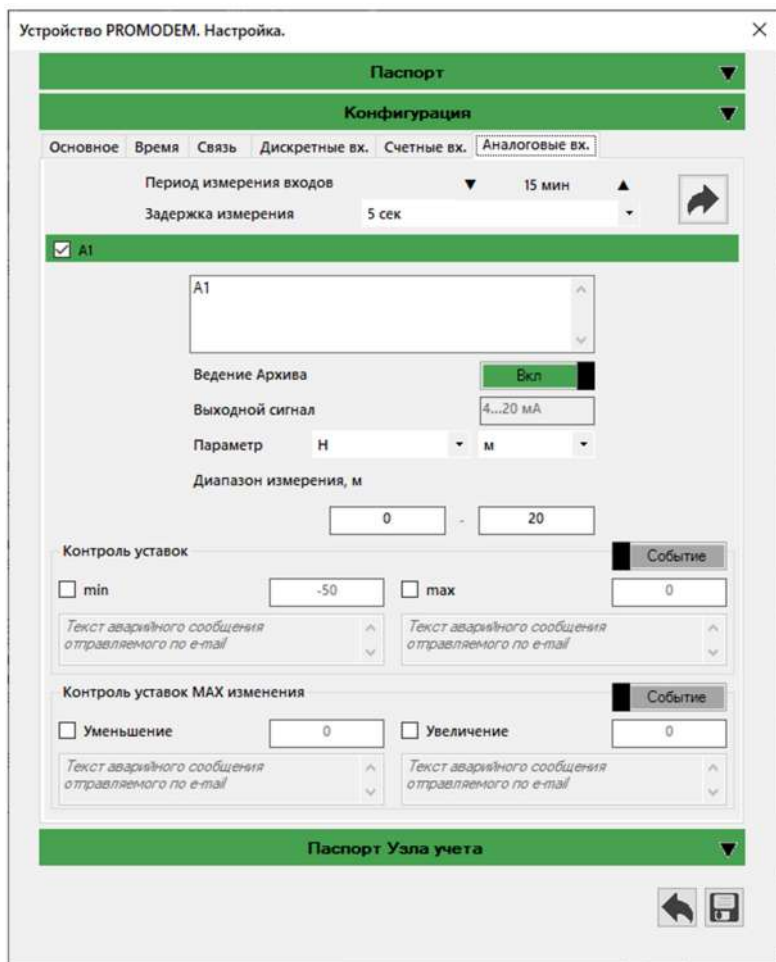 Устройство PROMODEM. Настройка.
Паспорт
Конфигурация
Основное Время Связь Дискретные вх. Счетные вх. Аналоговые вх.
Период измерения входов 15 мин
Задержка измерения 5 сек
A1
A1
Ведение Архива Вкл
Выходной сигнал 4...20 мА
Параметр Н м
Диапазон измерения, м
0 - 20
Контроль уставок Событие
min -50 max 0
Текст аварийного сообщения Текст аварийного сообщения
отправляемого по e-mail отправляемого по e-mail
Контроль уставок MAX изменения Событие
Уменьшение 0 Увеличение 0
Текст аварийного сообщения Текст аварийного сообщения
отправляемого по e-mail отправляемого по e-mail
Паспорт Узла учета